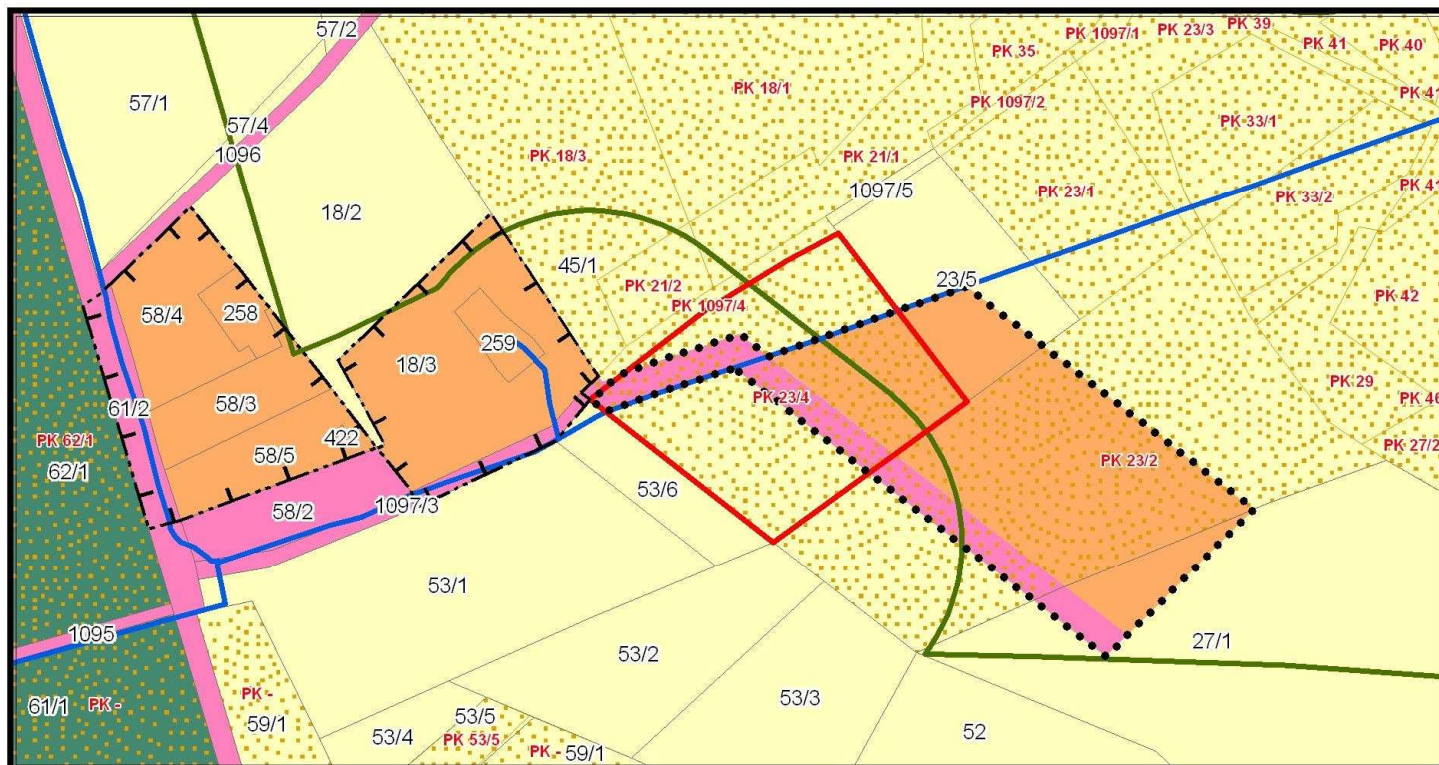 57/2
PK 1097/1
PK 23/3
PK 39
PK 35
PK 41
PK 40
57/1
PK 18/1
PK 41
57/4
PK 1097/2
PK 33/1
1096
PK 18/3
PK 21/1
18/2
1097/5
PK 23/1
PK 33/2
PK 41
45/1
23/5
PK 21/2
PK 1097/4
PK 42
58/4
258
259
18/3
PK 29
PK 23/4
PK 46
61/2
58/3
PK 62/1
422
PK 27/2
58/5
62/1
PK 23/2
53/6
1097/3
58/2
53/1
1095
27/1
53/2
PK -
53/3
61/1
PK -
59/1
53/5
53/4
PK 53/5
52
PK -
59/1